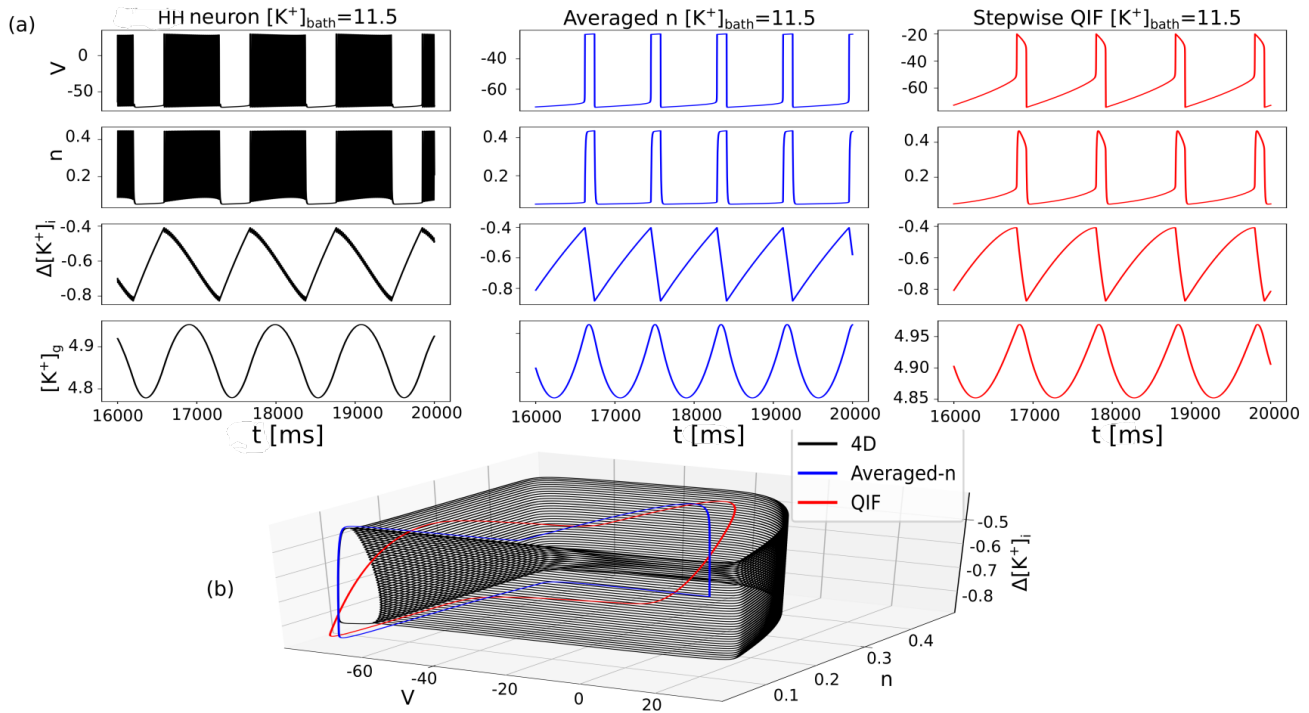 (a)
HH neuron [K⁺]bath=11.5
Averaged n [K⁺]bath=11.5
Stepwise QIF [K⁺]bath=11.5
V
0
-50
-40
-60
-20
-40
-60
n
0.4
0.2
0.4
0.2
0.4
0.2
Δ[K⁺]i
-0.4
-0.8
-0.4
-0.6
-0.8
-0.4
-0.6
-0.8
[K⁺]g
4.9
4.8
4.95
4.90
4.85
16000 17000 18000 19000 20000
16000 17000 18000 19000 20000
16000 17000 18000 19000 20000
t [ms]
t [ms]
t [ms]
4D
Averaged-n
QIF
(b)
-0.5
-0.6
-0.7
-0.8
Δ[K⁺]i
-60
-40
-20
0
20
V
0.1
0.2
0.3
0.4
n